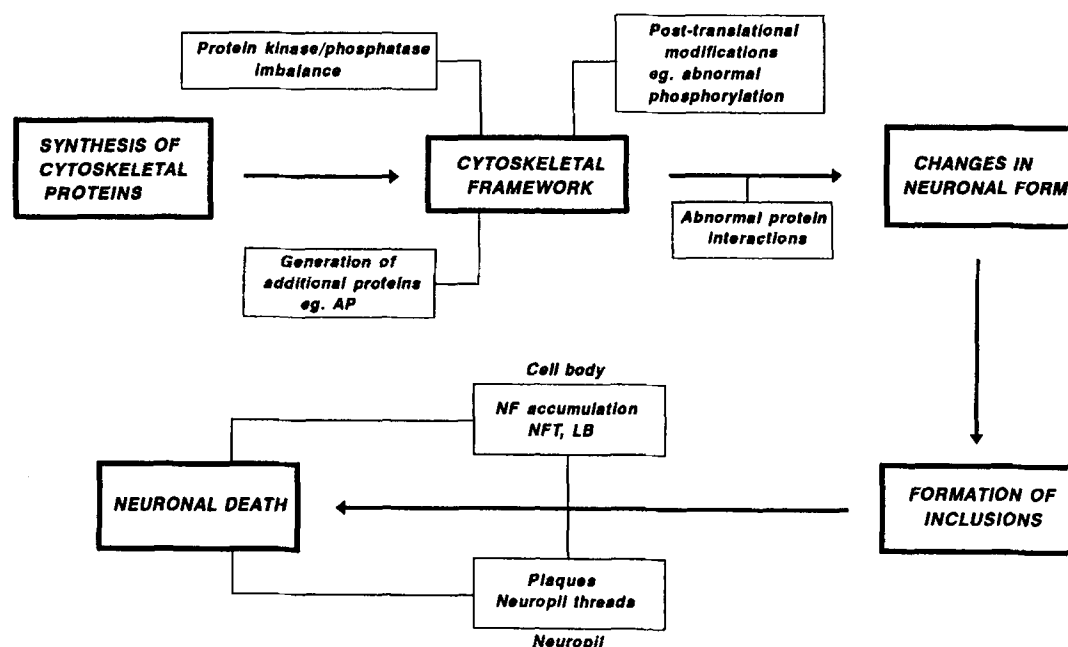 Protein kinase/phosphatase
imbalance
Post-translational
modifications
eg. abnormal
phosphorylation
SYNTHESIS OF
CYTOSKELETAL
PROTEINS
CYTOSKELETAL
FRAMEWORK
CHANGES IN
NEURONAL FORM
Abnormal protein
interactions
Generation of
additional proteins
eg. AP
Cell body
NF accumulation
NFT, LB
NEURONAL DEATH
FORMATION OF
INCLUSIONS
Plaques
Neuropil threads
Neuropil